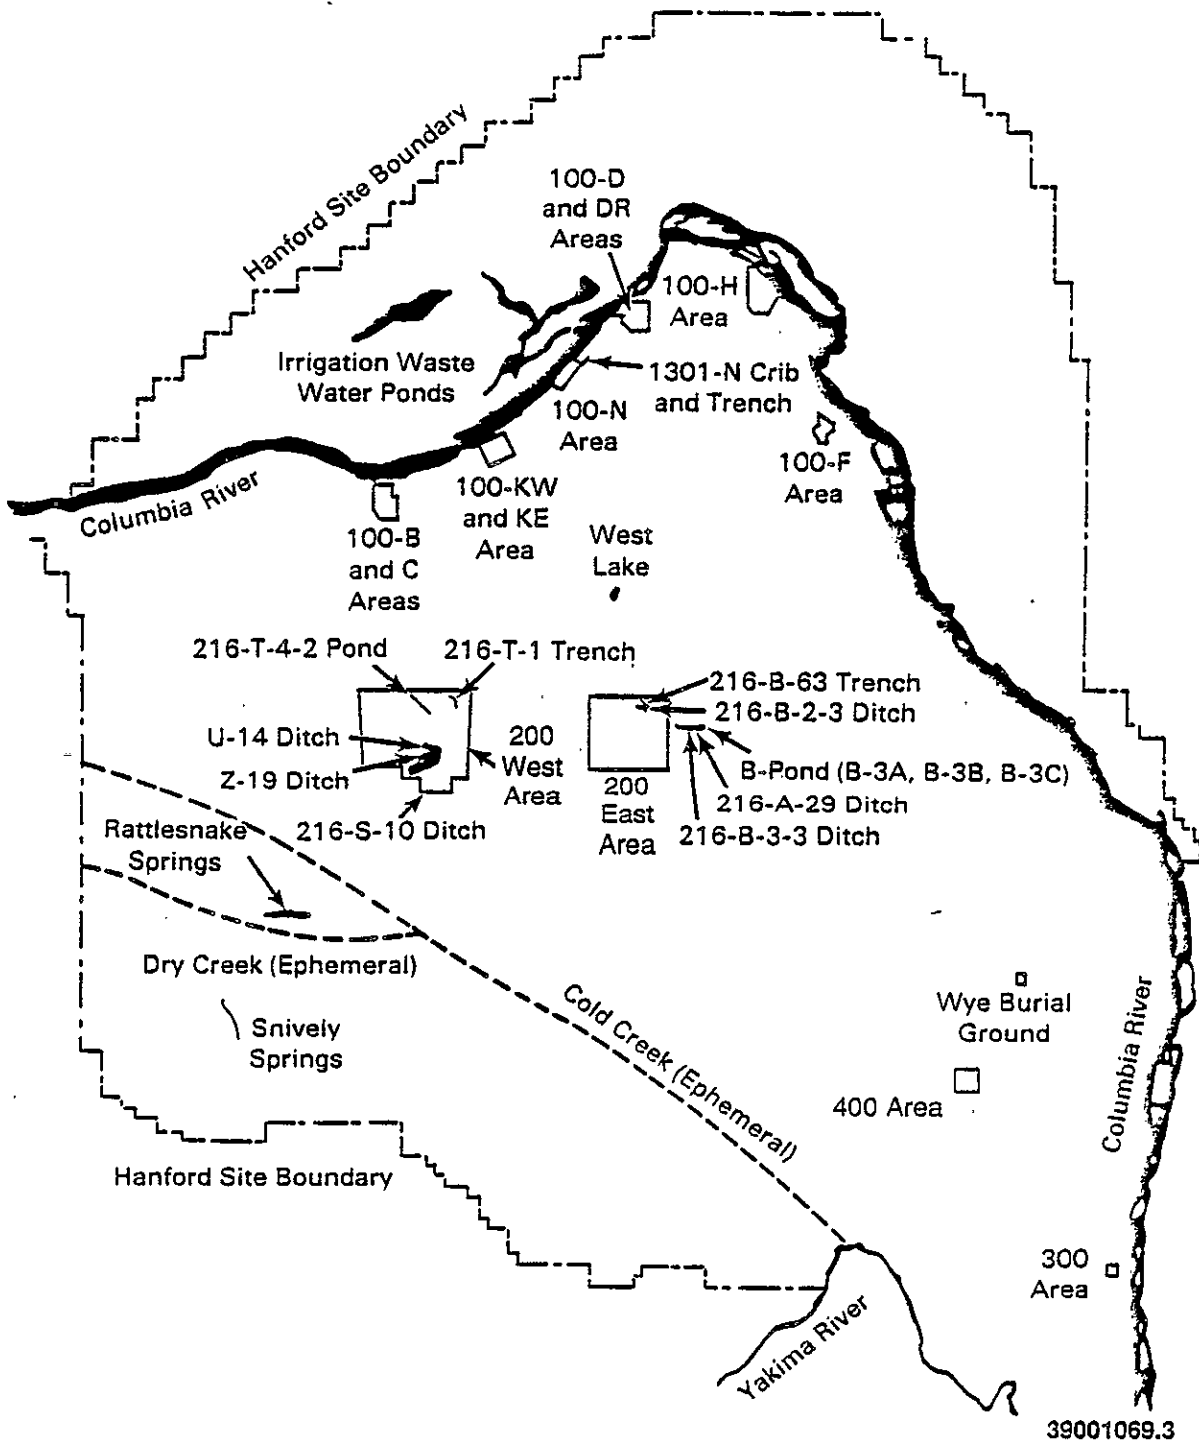 Hanford Site Boundary
100-D
and DR
Areas
100-H
Area
Irrigation Waste
Water Ponds
1301-N Crib
and Trench
100-N
Area
100-F
Area
Columbia River
100-KW
and KE
Area
100-B
and C
Areas
West
Lake
216-T-4-2 Pond
216-T-1 Trench
216-B-63 Trench
216-B-2-3 Ditch
U-14 Ditch
200
West
Area
Z-19 Ditch
B-Pond (B-3A, B-3B, B-3C)
200
East
Area
216-A-29 Ditch
216-B-3-3 Ditch
216-S-10 Ditch
Rattlesnake
Springs
Dry Creek (Ephemeral)
Snively
Springs
Cold Creek (Ephemeral)
Wye Burial
Ground
400 Area
Columbia River
Hanford Site Boundary
300
Area
Yakima River
39001069.3